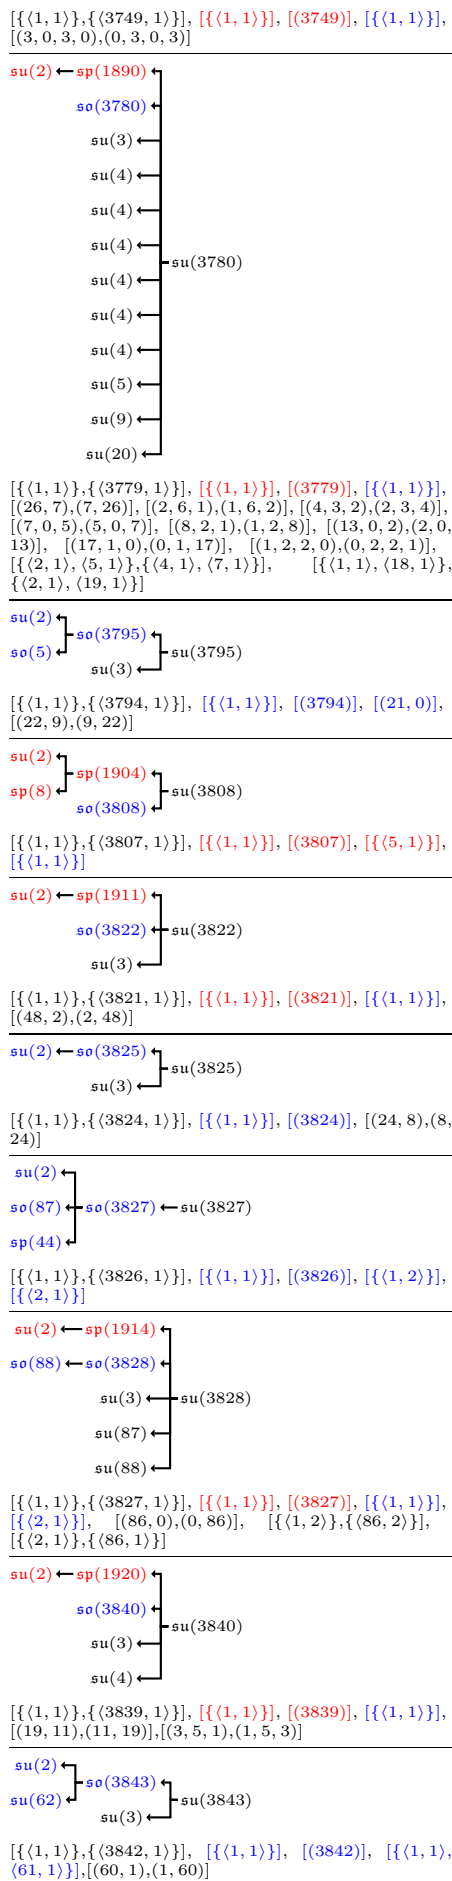 [{⟨1, 1⟩},{⟨3749, 1⟩}], [{⟨1, 1⟩}], [(3749)], [{⟨1, 1⟩}],
[(3, 0, 3, 0),(0, 3, 0, 3)]
𝔰𝔲(2) 𝔰𝔭(1890)
𝔰𝔬(3780)
𝔰𝔲(3)
𝔰𝔲(4)
𝔰𝔲(4)
𝔰𝔲(4)
𝔰𝔲(3780)
𝔰𝔲(4)
𝔰𝔲(4)
𝔰𝔲(4)
𝔰𝔲(5)
𝔰𝔲(9)
𝔰𝔲(20)
[{⟨1, 1⟩},{⟨3779, 1⟩}], [{⟨1, 1⟩}], [(3779)], [{⟨1, 1⟩}],
[(26, 7),(7, 26)], [(2, 6, 1),(1, 6, 2)], [(4, 3, 2),(2, 3, 4)],
[(7, 0, 5),(5, 0, 7)], [(8, 2, 1),(1, 2, 8)], [(13, 0, 2),(2, 0,
13)], [(17, 1, 0),(0, 1, 17)], [(1, 2, 2, 0),(0, 2, 2, 1)],
[{⟨2, 1⟩, ⟨5, 1⟩},{⟨4, 1⟩, ⟨7, 1⟩}], [{⟨1, 1⟩, ⟨18, 1⟩},
{⟨2, 1⟩, ⟨19, 1⟩}]
𝔰𝔲(2)
𝔰𝔬(3795)
𝔰𝔬(5)
𝔰𝔲(3795)
𝔰𝔲(3)
[{⟨1, 1⟩},{⟨3794, 1⟩}], [{⟨1, 1⟩}], [(3794)], [(21, 0)],
[(22, 9),(9, 22)]
𝔰𝔲(2)
𝔰𝔭(1904)
𝔰𝔭(8)
𝔰𝔲(3808)
𝔰𝔬(3808)
[{⟨1, 1⟩},{⟨3807, 1⟩}], [{⟨1, 1⟩}], [(3807)], [{⟨5, 1⟩}],
[{⟨1, 1⟩}]
𝔰𝔲(2) 𝔰𝔭(1911)
𝔰𝔬(3822) 𝔰𝔲(3822)
𝔰𝔲(3)
[{⟨1, 1⟩},{⟨3821, 1⟩}], [{⟨1, 1⟩}], [(3821)], [{⟨1, 1⟩}],
[(48, 2),(2, 48)]
𝔰𝔲(2) 𝔰𝔬(3825)
𝔰𝔲(3825)
𝔰𝔲(3)
[{⟨1, 1⟩},{⟨3824, 1⟩}], [{⟨1, 1⟩}], [(3824)], [(24, 8),(8,
24)]
𝔰𝔲(2)
𝔰𝔬(87) 𝔰𝔬(3827) 𝔰𝔲(3827)
𝔰𝔭(44)
[{⟨1, 1⟩},{⟨3826, 1⟩}], [{⟨1, 1⟩}], [(3826)], [{⟨1, 2⟩}],
[{⟨2, 1⟩}]
𝔰𝔲(2) 𝔰𝔭(1914)
𝔰𝔬(88) 𝔰𝔬(3828)
𝔰𝔲(3) 𝔰𝔲(3828)
𝔰𝔲(87)
𝔰𝔲(88)
[{⟨1, 1⟩},{⟨3827, 1⟩}], [{⟨1, 1⟩}], [(3827)], [{⟨1, 1⟩}],
[{⟨2, 1⟩}], [(86, 0),(0, 86)], [{⟨1, 2⟩},{⟨86, 2⟩}],
[{⟨2, 1⟩},{⟨86, 1⟩}]
𝔰𝔲(2) 𝔰𝔭(1920)
𝔰𝔬(3840)
𝔰𝔲(3840)
𝔰𝔲(3)
𝔰𝔲(4)
[{⟨1, 1⟩},{⟨3839, 1⟩}], [{⟨1, 1⟩}], [(3839)], [{⟨1, 1⟩}],
[(19, 11),(11, 19)],[(3, 5, 1),(1, 5, 3)]
𝔰𝔲(2)
𝔰𝔬(3843)
𝔰𝔲(62)
𝔰𝔲(3843)
𝔰𝔲(3)
[{⟨1, 1⟩},{⟨3842, 1⟩}], [{⟨1, 1⟩}], [(3842)], [{⟨1, 1⟩,
⟨61, 1⟩}],[(60, 1),(1, 60)]